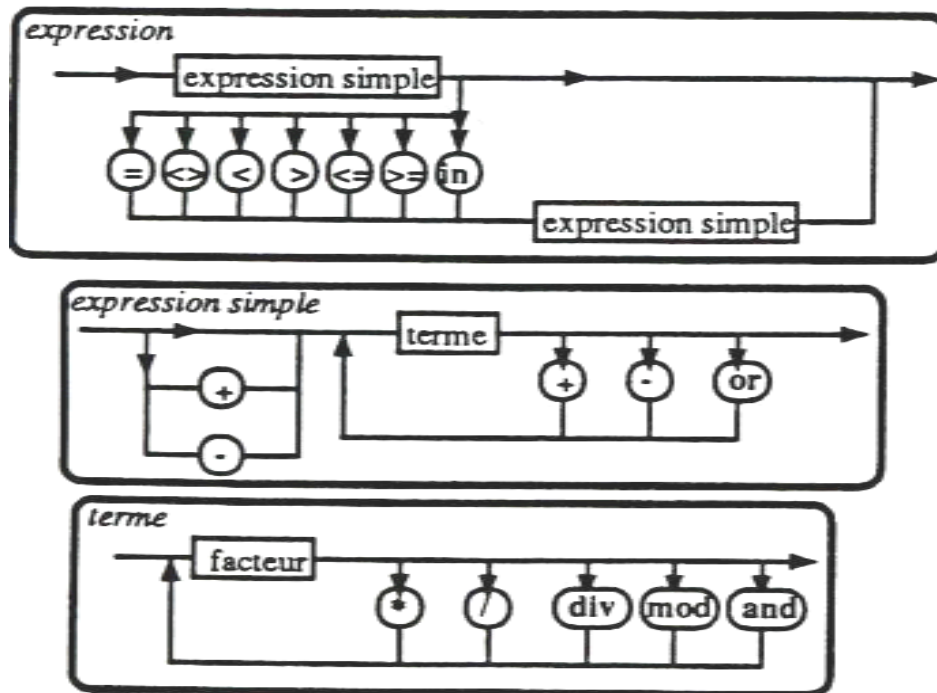 expression
expression simple
= <> < > <= >= in
expression simple
expression simple
terme
+ - or
+
-
terme
facteur
* / div mod and